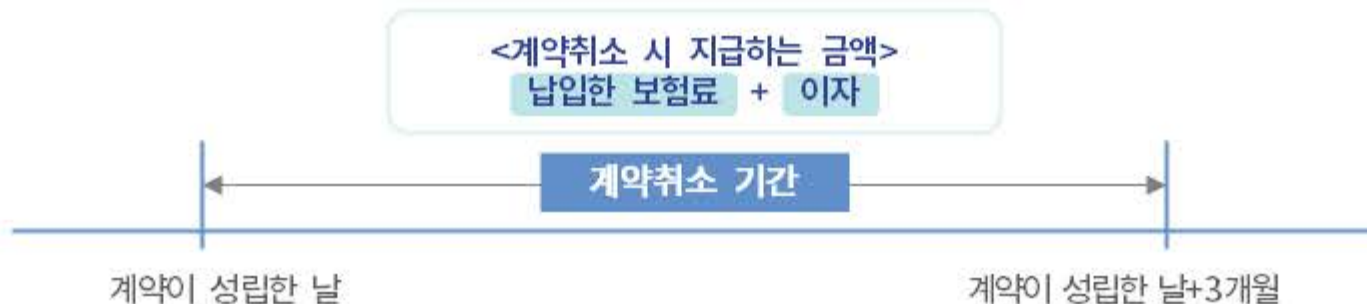 <계약취소 시 지급하는 금액>
납입한 보험료 + 이자
계약취소 기간
계약이 성립한 날
계약이 성립한 날+3개월